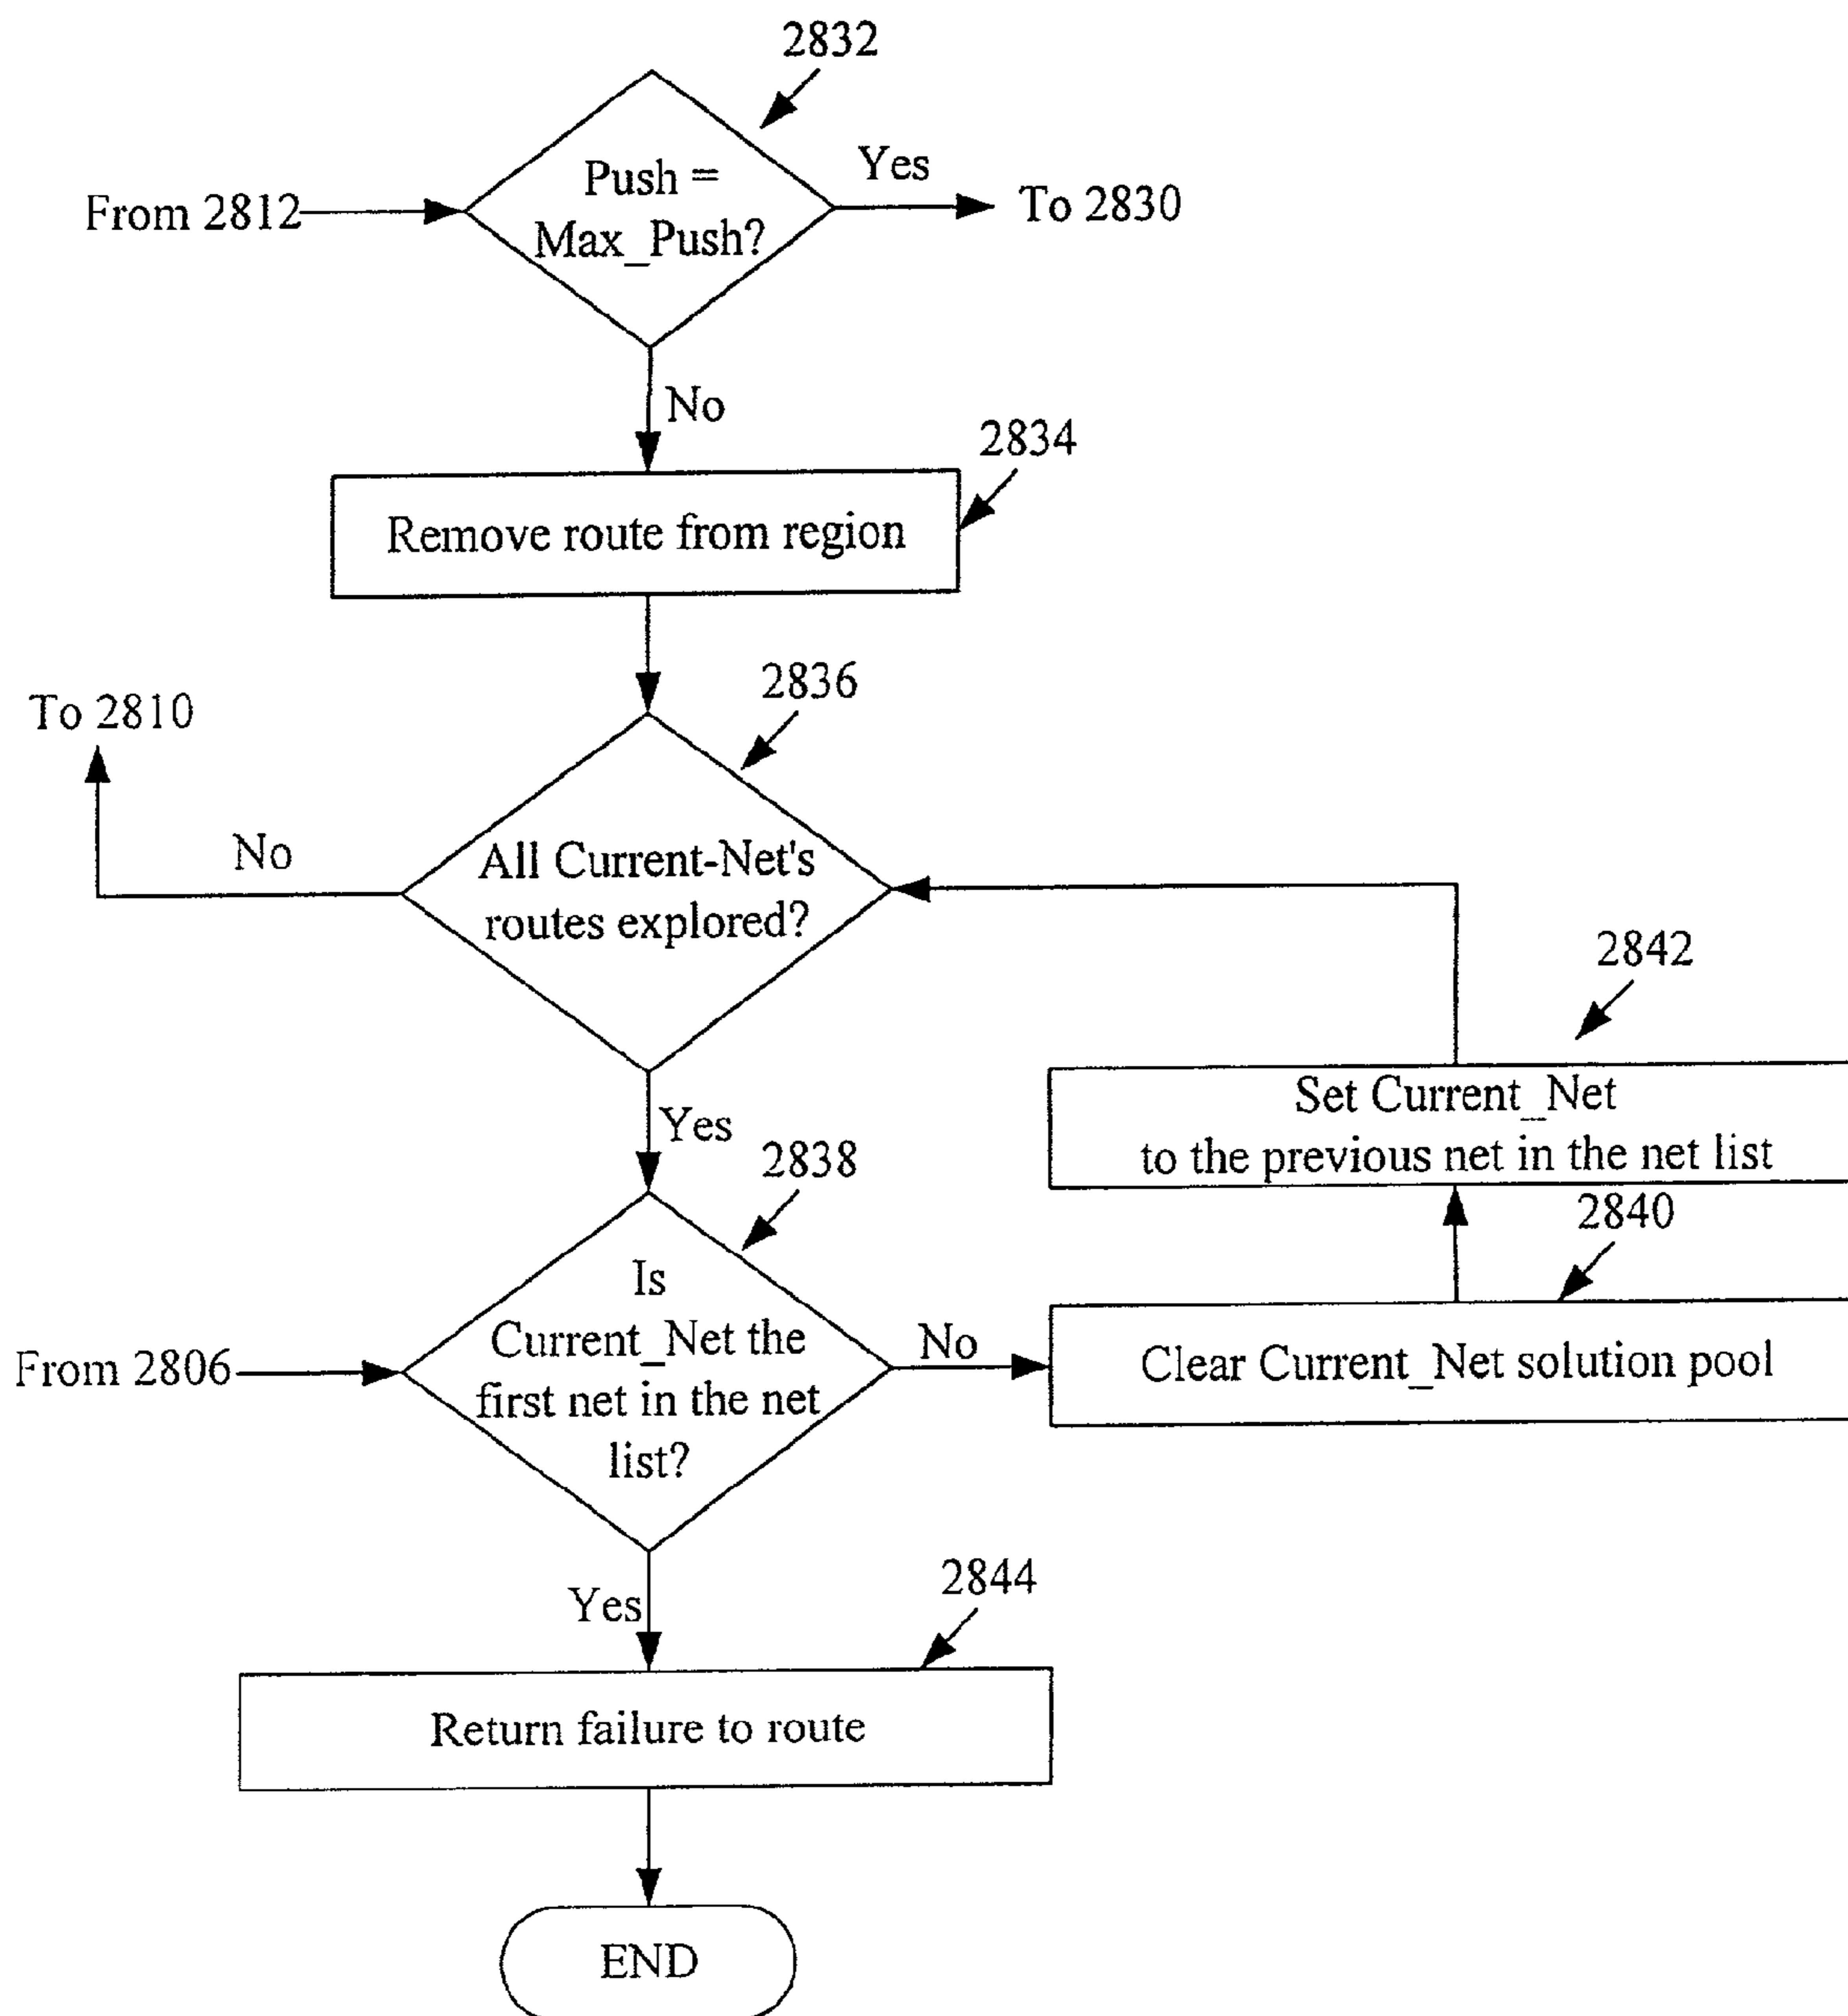 2832
Push =
Max_Push?
Yes
From 2812
To 2830
No
2834
Remove route from region
2836
To 2810
No
All Current-Net's
routes explored?
2842
Set Current_Net
to the previous net in the net list
Yes
2838
2840
Is
Current_Net the
first net in the net
list?
From 2806
No
Clear Current_Net solution pool
Yes
2844
Return failure to route
END